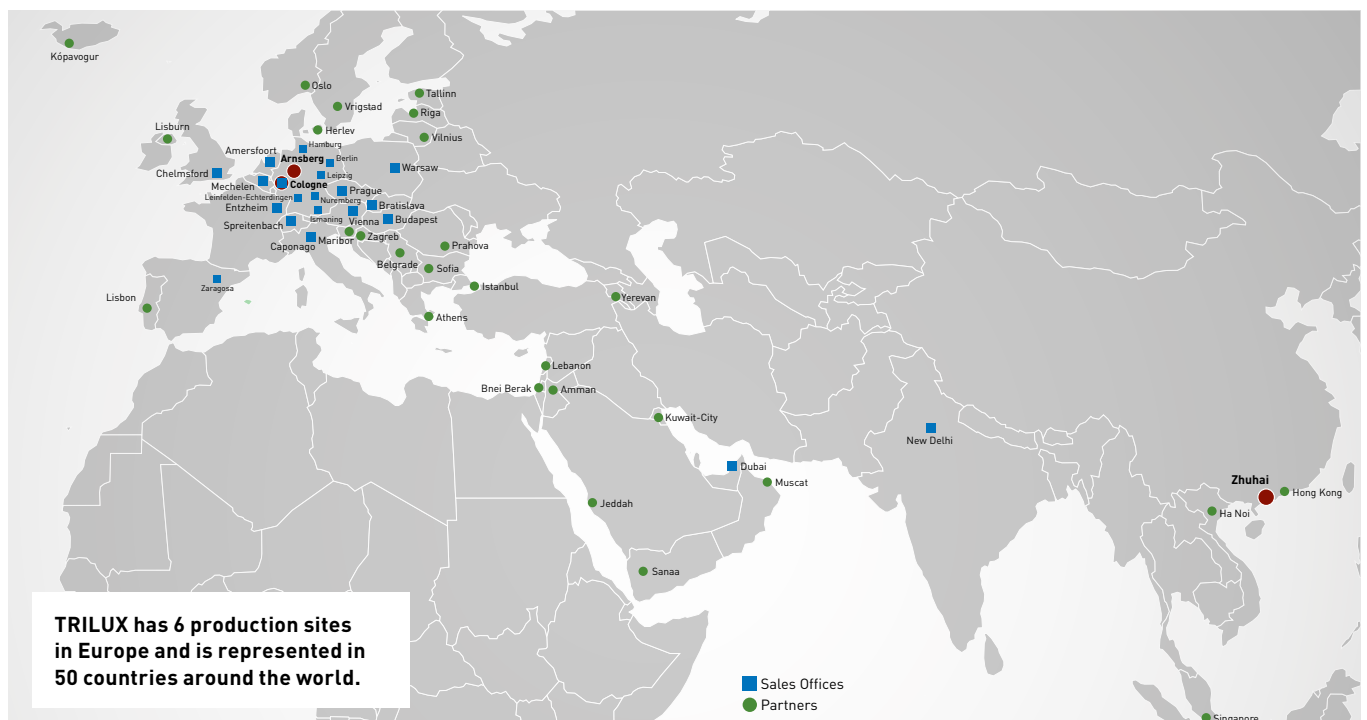 Kópavogur
Oslo
Tallinn
Vrigstad
Riga
Lisburn
Herlev
Vilnius
Hamburg
Amersfoort
Arnsberg
Berlin
Warsaw
Chelmsford
Leipzig
Mechelen
Cologne
Prague
Leinfelden-Echterdingen
Nuremberg
Bratislava
Entzheim
Ismaning
Vienna
Budapest
Spreitenbach
Caponago
Maribor
Zagreb
Prahova
Belgrade
Sofia
Zaragosa
Istanbul
Lisbon
Yerevan
Athens
Lebanon
Bnei Berak
Amman
Kuwait-City
New Delhi
Dubai
Muscat
Zhuhai
Hong Kong
Jeddah
Ha Noi
Sanaa
TRILUX has 6 production sites
in Europe and is represented in
50 countries around the world.
Sales Offices
Partners
Singapore